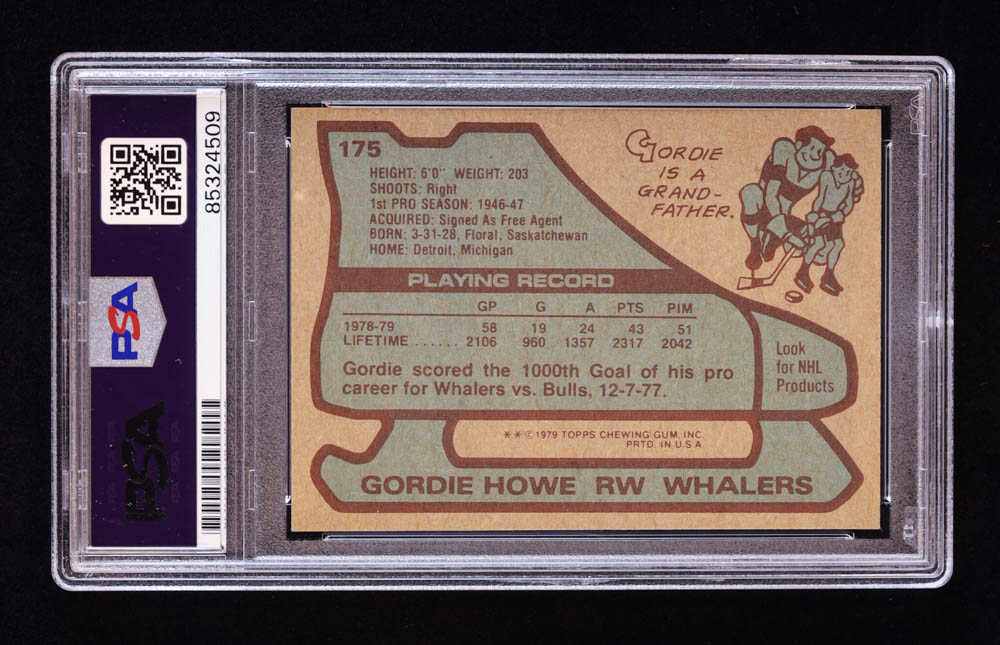 85324509
PSA
PSA
175
HEIGHT: 6'0" WEIGHT: 203
SHOOTS: Right
1st PRO SEASON: 1946-47
ACQUIRED: Signed As Free Agent
BORN: 3-31-28, Floral, Saskatchewan
HOME: Detroit, Michigan
GORDIE
IS A
GRAND-
FATHER.
PLAYING RECORD
GP G A PTS PIM
1978-79 58 19 24 43 51
LIFETIME ...... 2106 960 1357 2317 2042
Gordie scored the 1000th Goal of his pro
career for Whalers vs. Bulls, 12-7-77.
Look
for NHL
Products
**©1979 TOPPS CHEWING GUM, INC.
PRTD. IN U.S.A.
GORDIE HOWE RW WHALERS